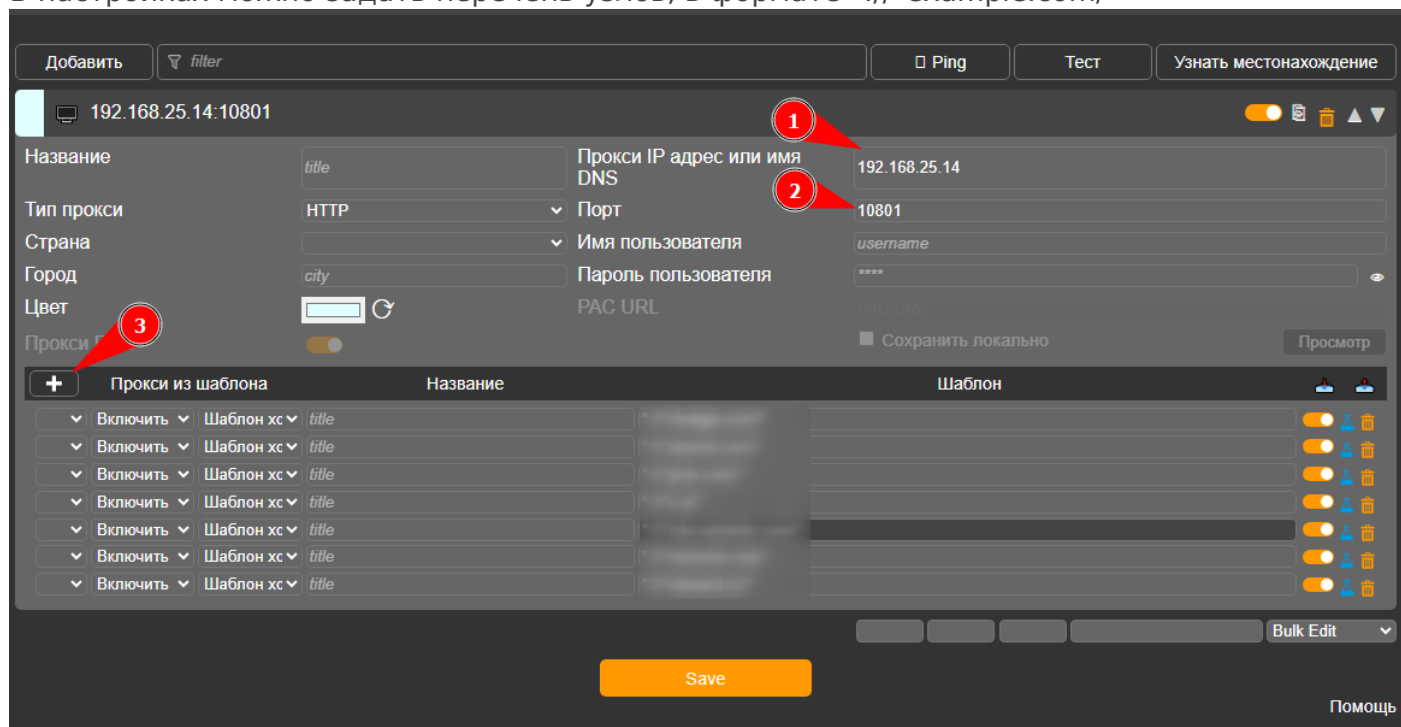 Добавить filter Ping Тест Узнать местонахождение
192.168.25.14:10801
1
Название title Прокси IP адрес или имя DNS 192.168.25.14
2
Тип прокси HTTP Порт 10801
Страна Имя пользователя username
Город city Пароль пользователя ****
Цвет PAC URL PAC URL
3
Прокси Сохранить локально Просмотр
+ Прокси из шаблона Название Шаблон
Включить Шаблон хс title
Включить Шаблон хс title
Включить Шаблон хс title
Включить Шаблон хс title
Включить Шаблон хс title
Включить Шаблон хс title
Включить Шаблон хс title
Bulk Edit
Save
Помощь